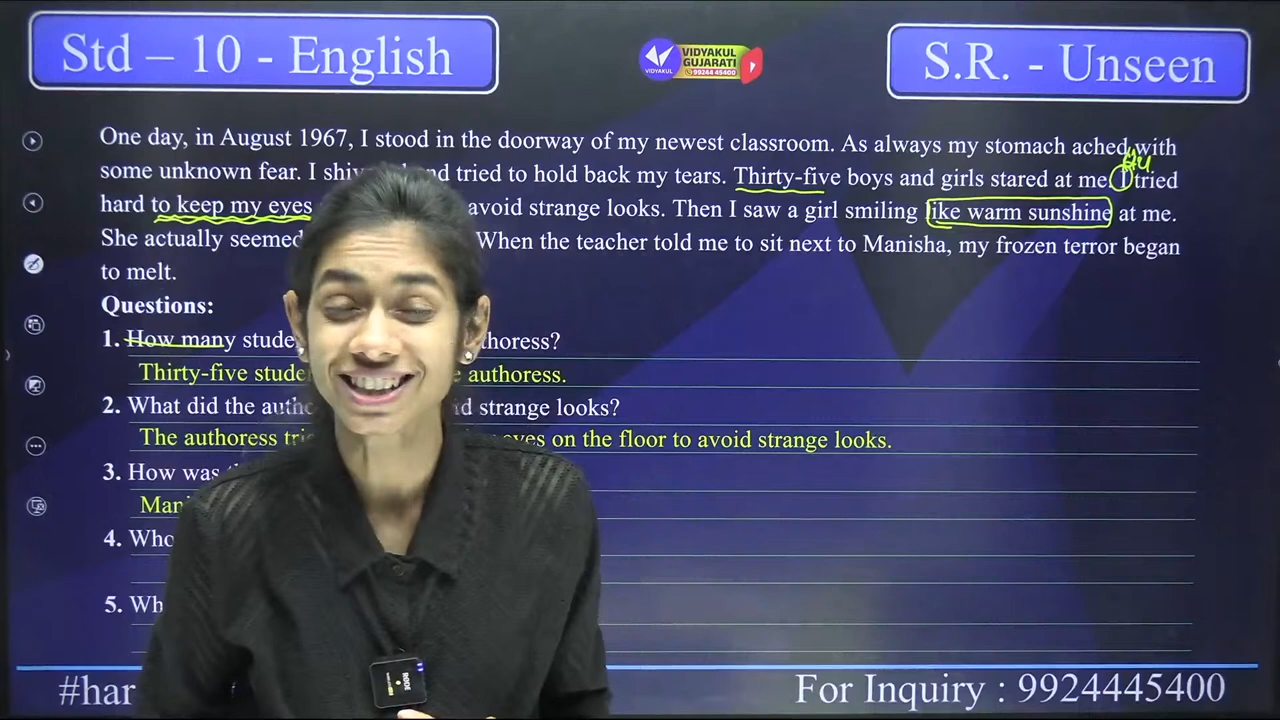 Std – 10 - English
VIDYAKUL
VIDYAKUL
GUJARATI
99244 45400
S.R. - Unseen
One day, in August 1967, I stood in the doorway of my newest classroom. As always my stomach ached with
some unknown fear. I nd tried to hold back my tears. Thirty-five boys and girls stared at me. I tried
hard to keep my eyes avoid strange looks. Then I saw a girl smiling like warm sunshine at me.
She actually seemed When the teacher told me to sit next to Manisha, my frozen terror began
to melt.
Questions:
1. How many stude thoress?
Thirty-five stude authoress.
2. What did the auth d strange looks?
The authoress tri eyes on the floor to avoid strange looks.
3. How was
Mani
4. Who
5. Wh
RODE
#har
For Inquiry : 9924445400